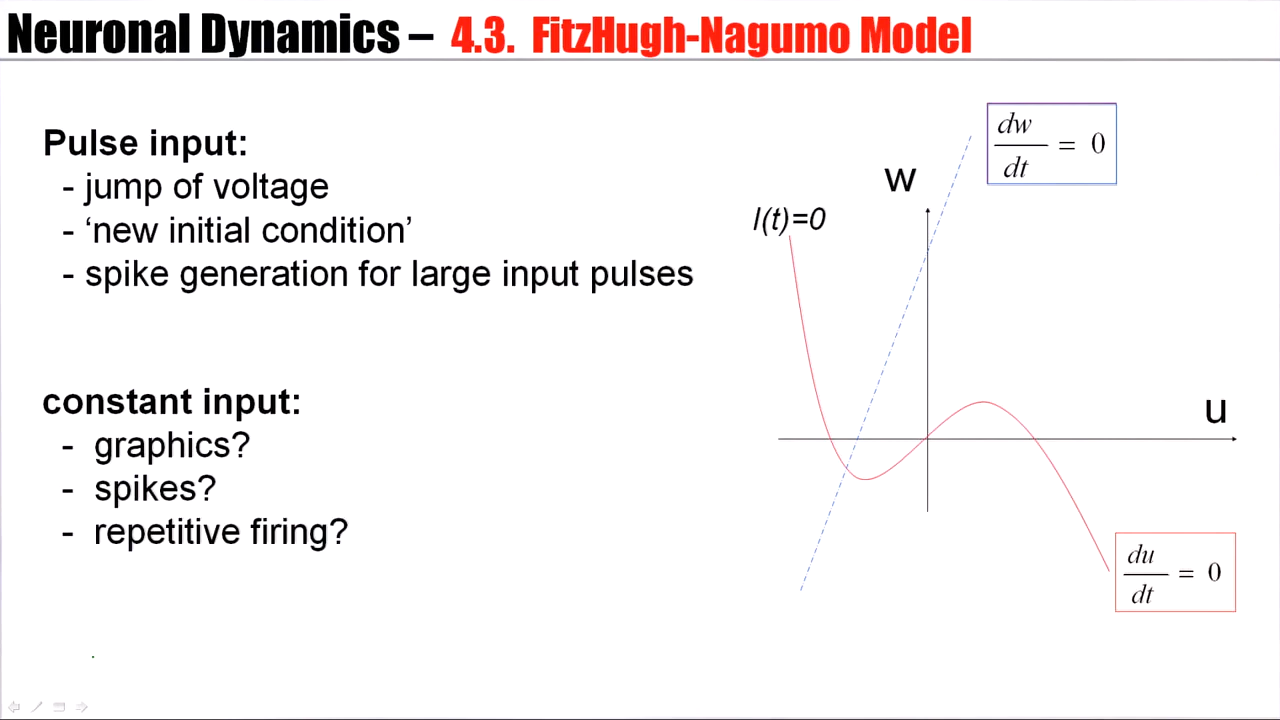 Neuronal Dynamics – 4.3. FitzHugh-Nagumo Model
Pulse input:
- jump of voltage
- ‘new initial condition’
- spike generation for large input pulses
constant input:
- graphics?
- spikes?
- repetitive firing?
dw/dt = 0
w
I(t)=0
u
du/dt = 0